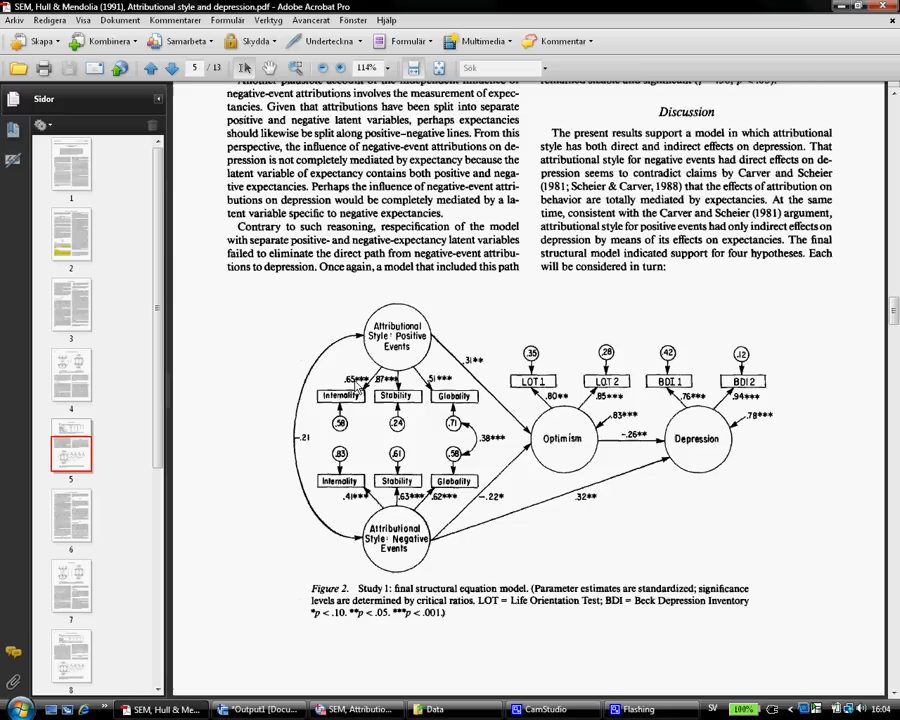 SEM, Hull & Mendolia (1991), Attributional style and depression.pdf - Adobe Acrobat Pro
Arkiv Redigera Visa Dokument Kommentarer Formulär Verktyg Avancerat Fönster Hjälp
Skapa Kombinera Samarbeta Skydda Underteckna Formulär Multimedia Kommentar
5 / 13 114% Sök
Sidor
1
2
3
4
5
6
7
8
negative-event attributions involves the measurement of expec-
tancies. Given that attributions have been split into separate
positive and negative latent variables, perhaps expectancies
should likewise be split along positive–negative lines. From this
perspective, the influence of negative-event attributions on de-
pression is not completely mediated by expectancy because the
latent variable of expectancy contains both positive and nega-
tive expectancies. Perhaps the influence of negative-event attri-
butions on depression would be completely mediated by a la-
tent variable specific to negative expectancies.
Contrary to such reasoning, respecification of the model
with separate positive- and negative-expectancy latent variables
failed to eliminate the direct path from negative-event attribu-
tions to depression. Once again, a model that included this path
Discussion
The present results support a model in which attributional
style has both direct and indirect effects on depression. That
attributional style for negative events had direct effects on de-
pression seems to contradict claims by Carver and Scheier
(1981; Scheier & Carver, 1988) that the effects of attribution on
behavior are totally mediated by expectancies. At the same
time, consistent with the Carver and Scheier (1981) argument,
attributional style for positive events had only indirect effects on
depression by means of its effects on expectancies. The final
structural model indicated support for four hypotheses. Each
will be considered in turn:
Attributional
Style: Positive
Events
.31**
.65*** .87*** .51***
Internality Stability Globality
.58 .24 .71
-.21
.38***
.83 .61 .58
Internality Stability Globality
.41*** .63*** .62***
Attributional
Style: Negative
Events
-.22*
.32**
.35 .28 .42 .12
LOT 1 LOT 2 BDI 1 BDI 2
.80** .85*** .76*** .94***
.83*** .78***
Optimism -.26** Depression
Figure 2. Study 1: final structural equation model. (Parameter estimates are standardized; significance
levels are determined by critical ratios. LOT = Life Orientation Test; BDI = Beck Depression Inventory
*p < .10. **p < .05. ***p < .001.)
SEM, Hull & Me... *Output1 [Docu... SEM, Attributio... Data CamStudio Flashing SV 100% 16:04